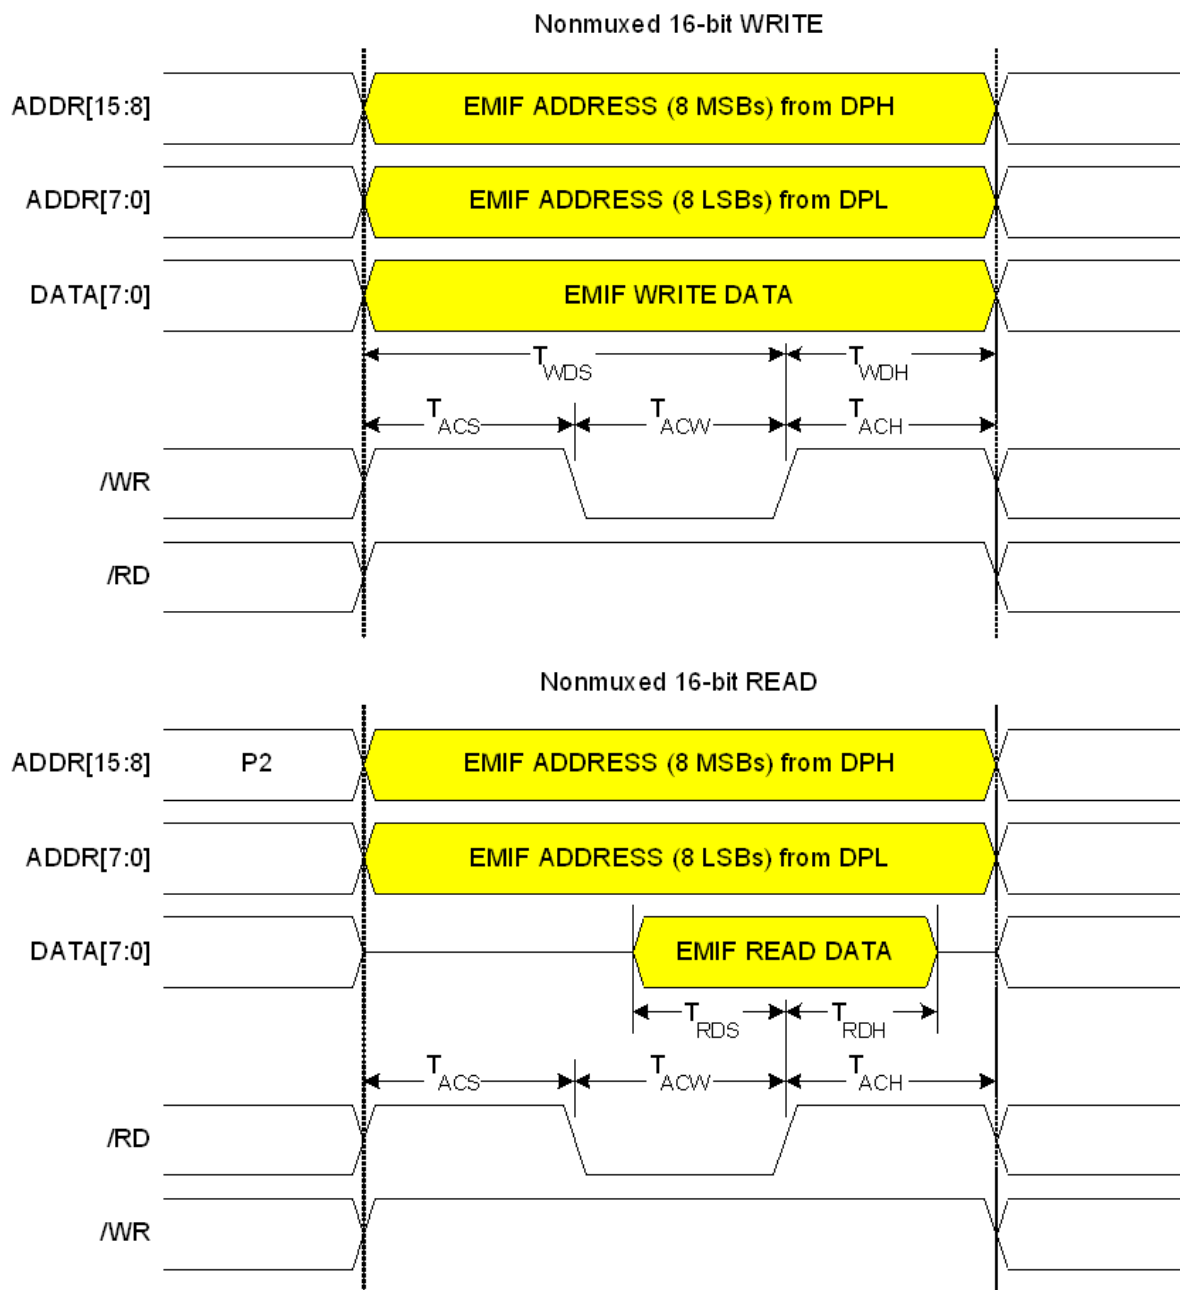 Nonmuxed 16-bit WRITE
ADDR[15:8] EMIF ADDRESS (8 MSBs) from DPH
ADDR[7:0] EMIF ADDRESS (8 LSBs) from DPL
DATA[7:0] EMIF WRITE DATA
TWDS TWDH
TACS TACW TACH
/WR
/RD
Nonmuxed 16-bit READ
ADDR[15:8] P2 EMIF ADDRESS (8 MSBs) from DPH
ADDR[7:0] EMIF ADDRESS (8 LSBs) from DPL
DATA[7:0] EMIF READ DATA
TRDS TRDH
TACS TACW TACH
/RD
/WR